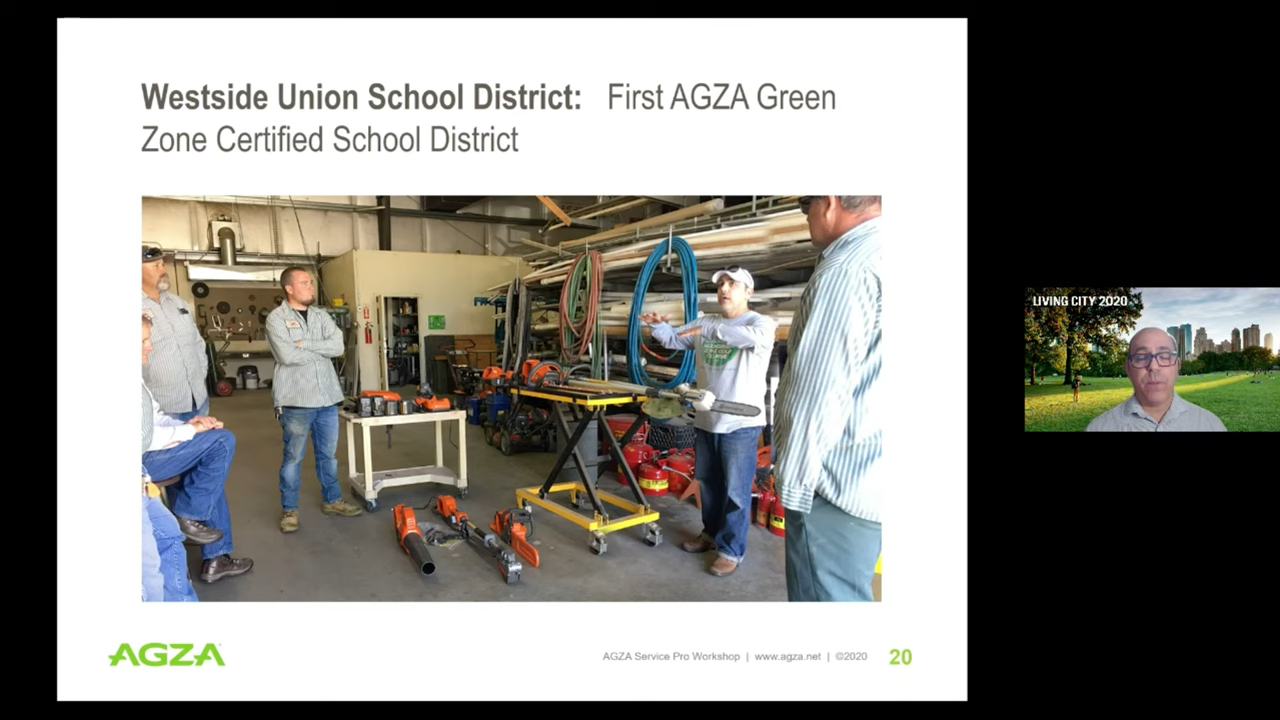 Westside Union School District: First AGZA Green
Zone Certified School District
LIVING CITY 2020
AGZA
AGZA Service Pro Workshop | www.agza.net | ©2020 20